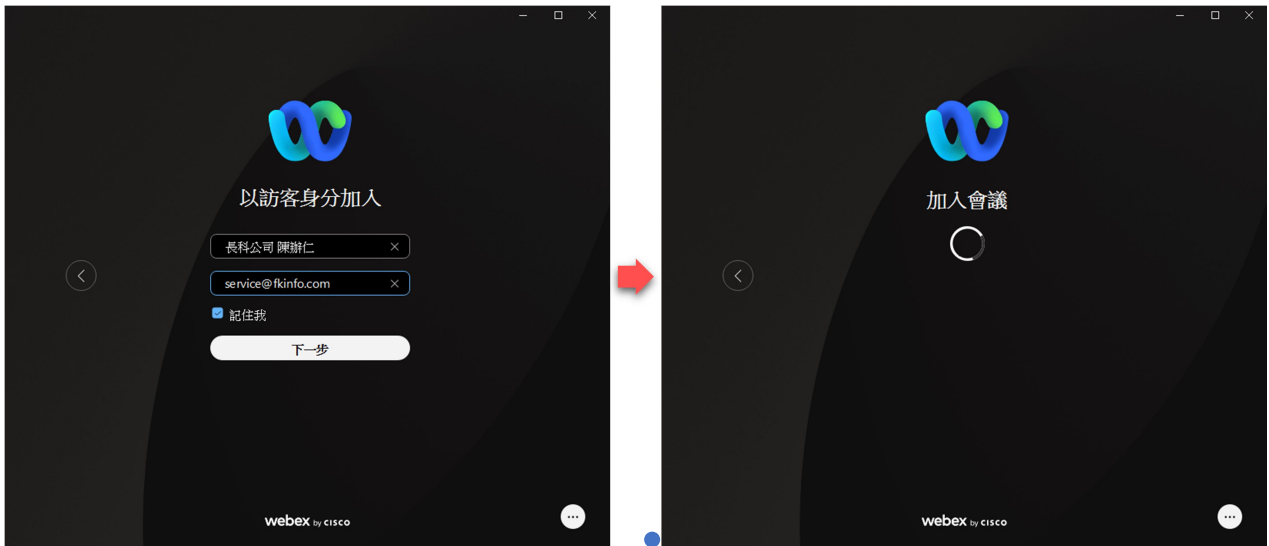 以訪客身分加入
長科公司 陳辦仁
service@fkinfo.com
記住我
下一步
webex by CISCO
加入會議
webex by CISCO